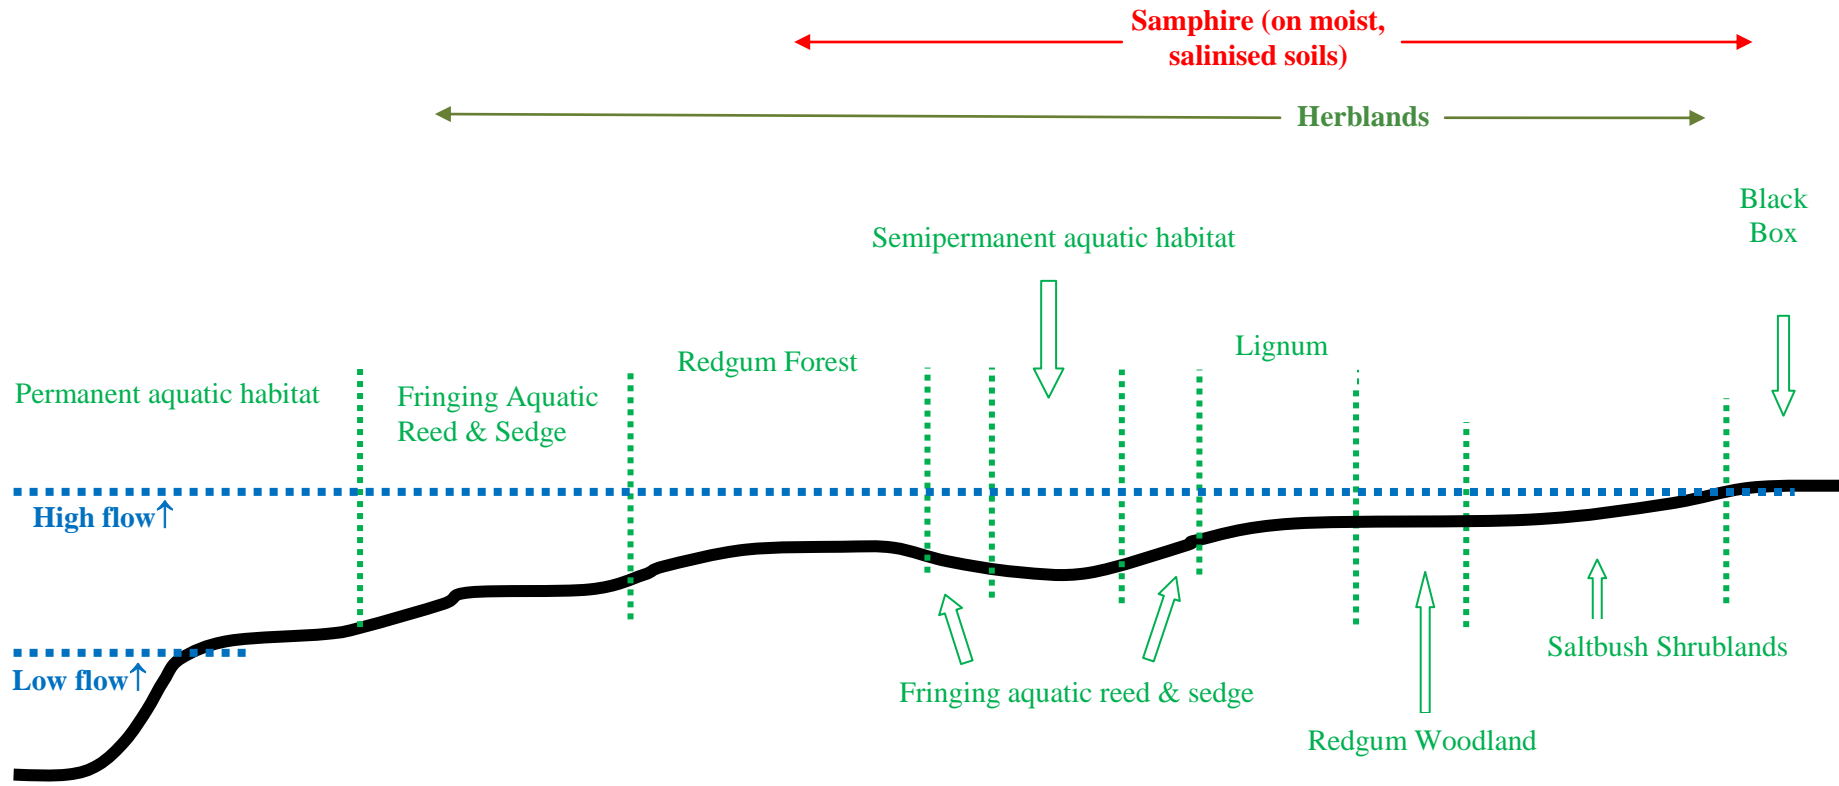 Samphire (on moist,
salinised soils)
Herblands
Black
Box
Semipermanent aquatic habitat
Lignum
Redgum Forest
Permanent aquatic habitat
Fringing Aquatic
Reed & Sedge
High flow↑
Low flow↑
Saltbush Shrublands
Fringing aquatic reed & sedge
Redgum Woodland